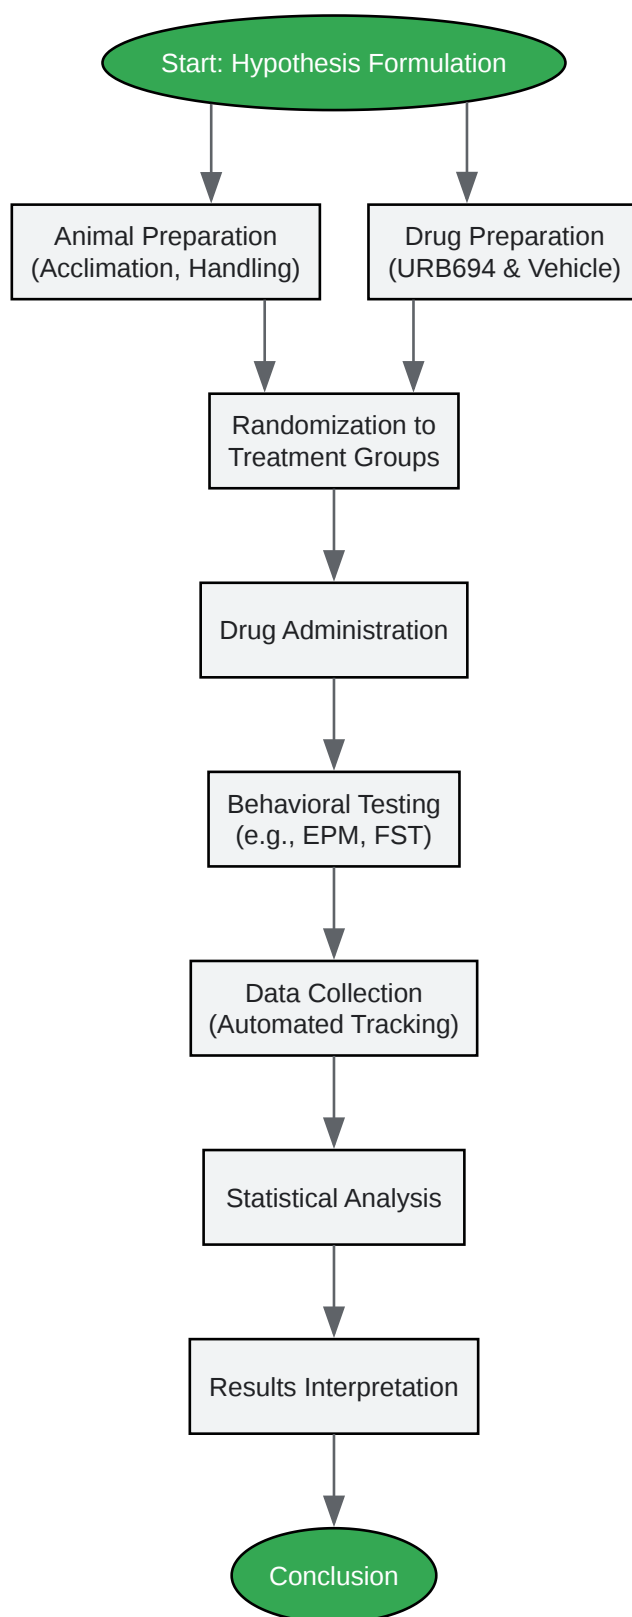 Start: Hypothesis Formulation
Animal Preparation
(Acclimation, Handling)
Drug Preparation
(URB694 & Vehicle)
Randomization to
Treatment Groups
Drug Administration
Behavioral Testing
(e.g., EPM, FST)
Data Collection
(Automated Tracking)
Statistical Analysis
Results Interpretation
Conclusion